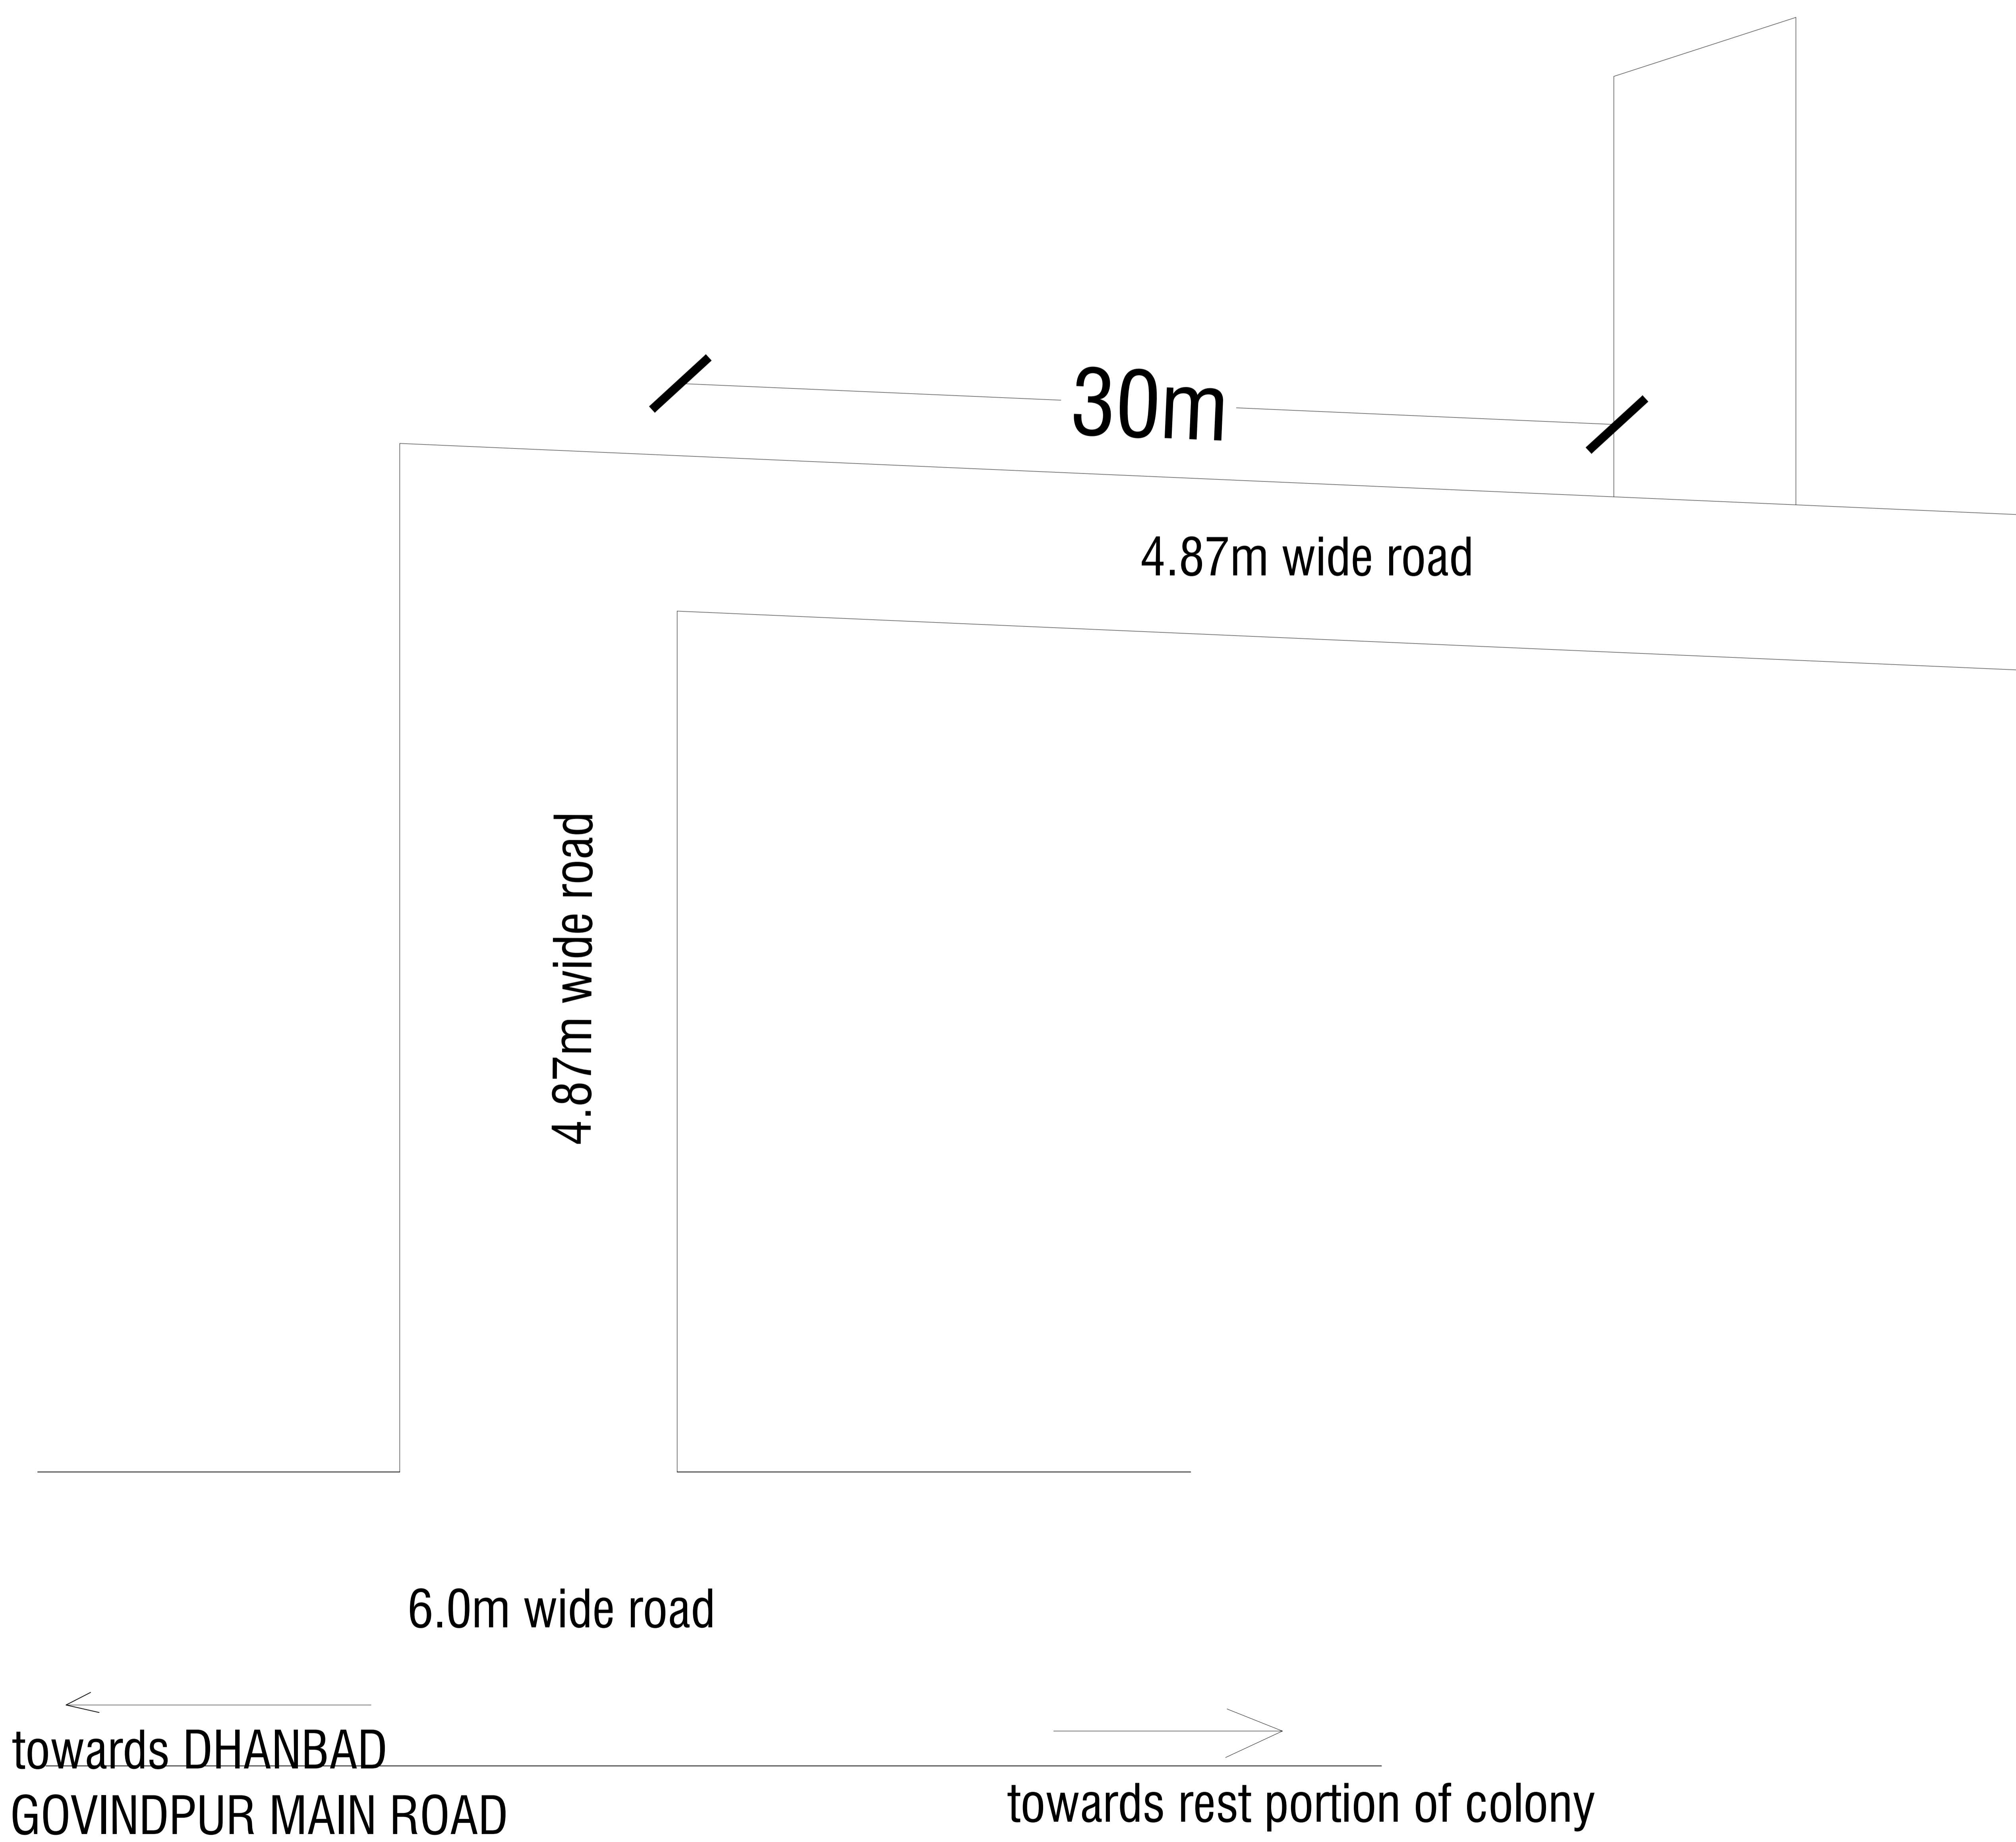 30m
4.87m wide road
4.87m wide road
6.0m wide road
towards DHANBAD
GOVINDPUR MAIN ROAD
towards rest portion of colony